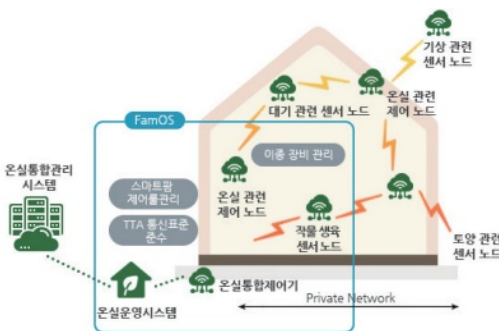 기상 관련
센서 노드
대기 관련 센서 노드
온실 관련
제어 노드
FamOS
이종 장비 관리
온실통합관리
시스템
스마트팜
제어룰관리
온실 관련
제어 노드
TTA 통신표준
준수
작물 생육
센서 노드
토양 관련
센서 노드
온실통합제어기
온실운영시스템
Private Network